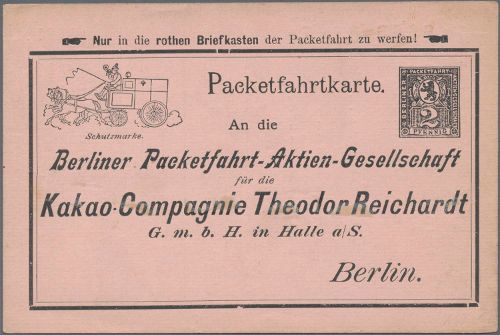 Nur in die rothen Briefkasten der Packetfahrt zu werfen!
Packetfahrtkarte.
Schutzmarke.
BERLINER
PACKETFAHRT
2
PFENNIG
An die
Berliner Packetfahrt-Aktien-Gesellschaft
für die
Kakao-Compagnie Theodor Reichardt
G. m. b. H. in Halle a/S.
Berlin.